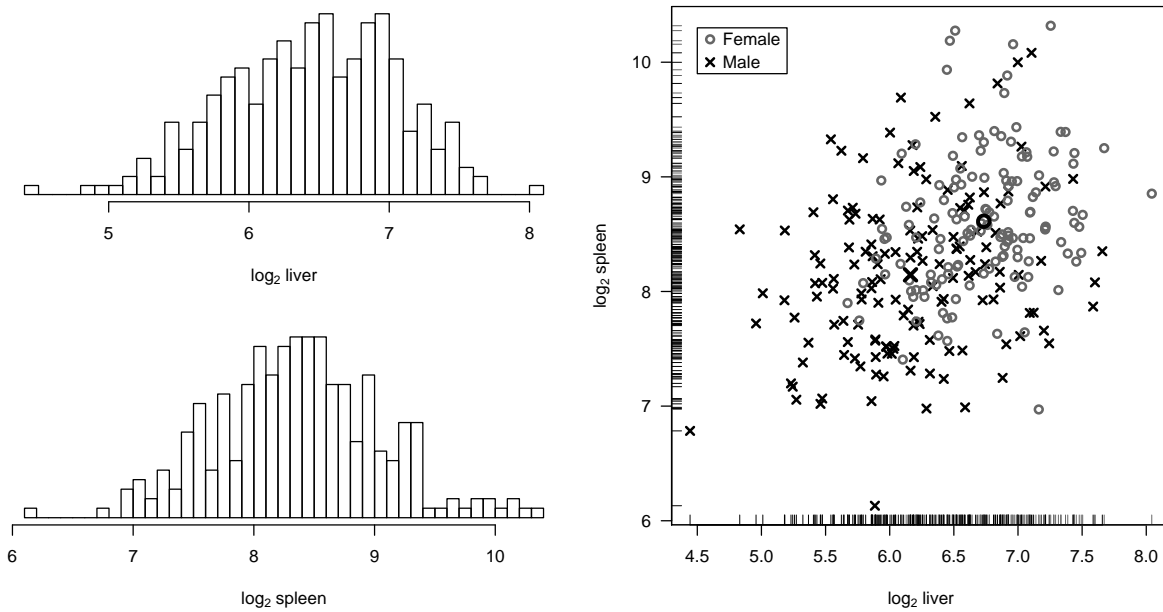 5 6 7 8
log₂ liver
6 7 8 9 10
log₂ spleen
Female
Male
10
9
8
7
6
log₂ spleen
4.5 5.0 5.5 6.0 6.5 7.0 7.5 8.0
log₂ liver